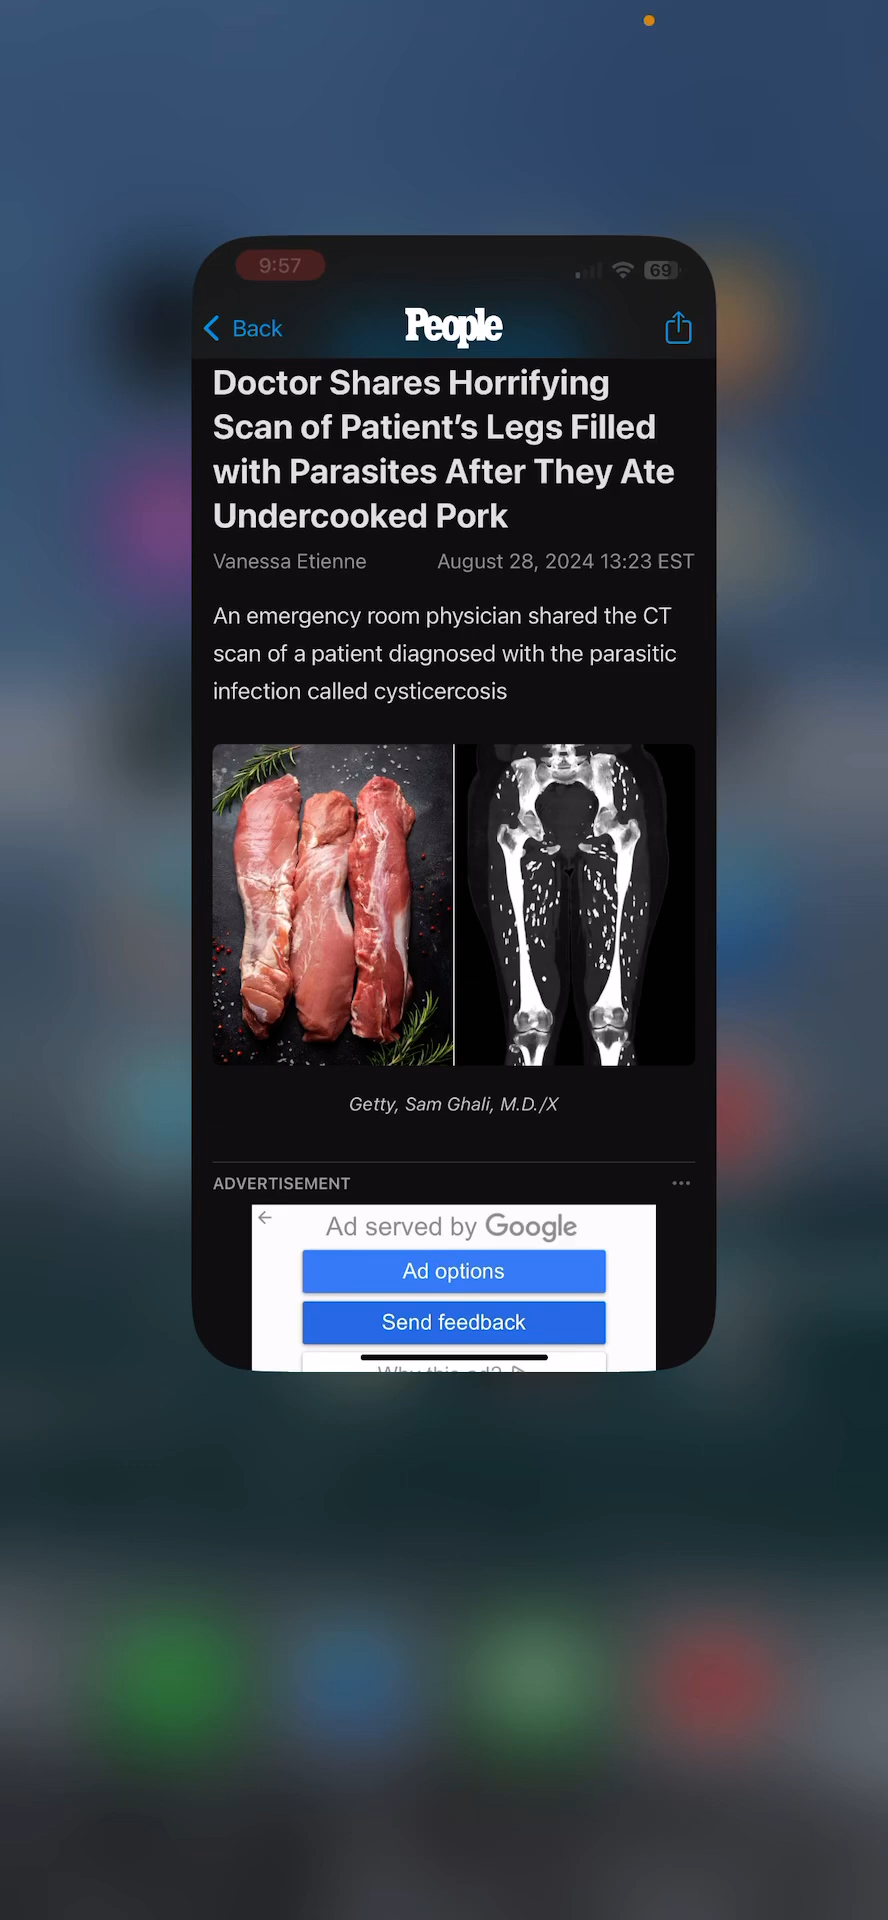 9:57
69
Back
People
Doctor Shares Horrifying
Scan of Patient’s Legs Filled
with Parasites After They Ate
Undercooked Pork
Vanessa Etienne
August 28, 2024 13:23 EST
An emergency room physician shared the CT
scan of a patient diagnosed with the parasitic
infection called cysticercosis
Getty, Sam Ghali, M.D./X
ADVERTISEMENT
Ad served by Google
Ad options
Send feedback
Why this ad?